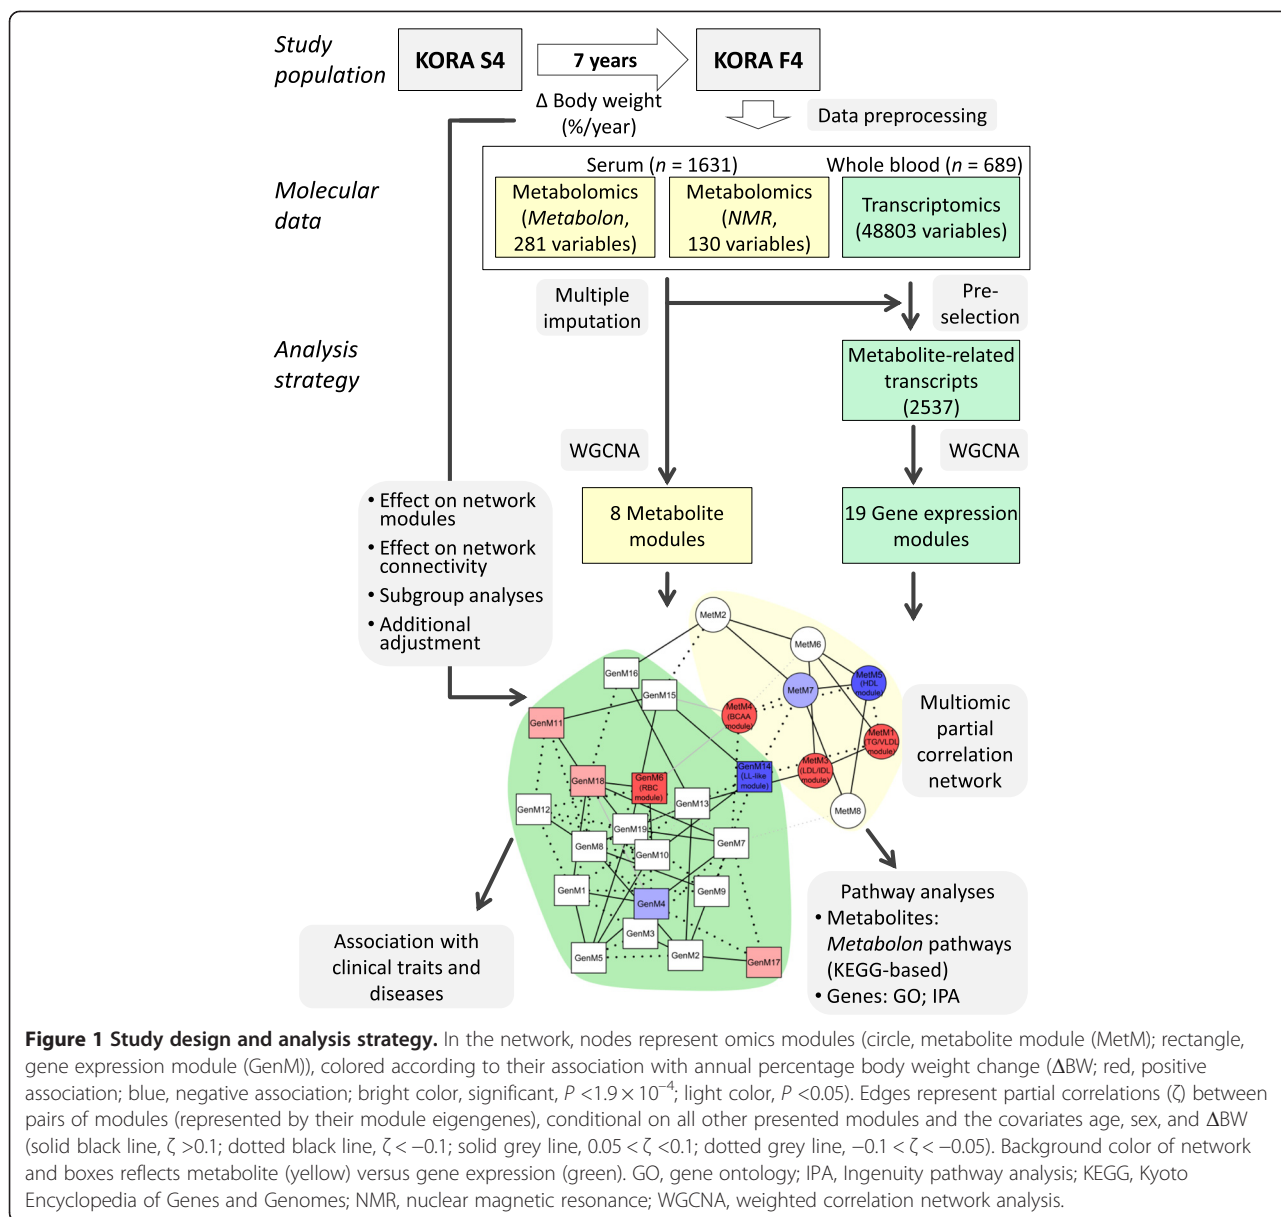 Study
population
KORA S4
7 years
KORA F4
Δ Body weight
(%/year)
Data preprocessing
Molecular
data
Serum (n = 1631)
Whole blood (n = 689)
Metabolomics
(Metabolon,
281 variables)
Metabolomics
(NMR,
130 variables)
Transcriptomics
(48803 variables)
Multiple
imputation
Pre-
selection
Analysis
strategy
Metabolite-related
transcripts
(2537)
WGCNA
WGCNA
• Effect on network
modules
• Effect on network
connectivity
• Subgroup analyses
• Additional
adjustment
8 Metabolite
modules
19 Gene expression
modules
MetM2
MetM6
GenM16
GenM15
MetM7
MetM5
(HDL
module)
MetM4
(BCAA
module)
GenM11
MetM1
(TG/VLDL
module)
MetM3
(LDL/IDL
module)
GenM18
GenM6
(RBC
module)
GenM14
(LL-like
module)
GenM12
GenM13
MetM8
GenM19
GenM8
GenM10
GenM7
GenM1
GenM9
GenM4
GenM3
GenM5
GenM2
GenM17
Multiomic
partial
correlation
network
Association with
clinical traits and
diseases
Pathway analyses
• Metabolites:
Metabolon pathways
(KEGG-based)
• Genes: GO; IPA
Figure 1 Study design and analysis strategy. In the network, nodes represent omics modules (circle, metabolite module (MetM); rectangle,
gene expression module (GenM)), colored according to their association with annual percentage body weight change (ΔBW; red, positive
association; blue, negative association; bright color, significant, P <1.9 × 10⁻⁴; light color, P <0.05). Edges represent partial correlations (ζ) between
pairs of modules (represented by their module eigengenes), conditional on all other presented modules and the covariates age, sex, and ΔBW
(solid black line, ζ >0.1; dotted black line, ζ < −0.1; solid grey line, 0.05 < ζ <0.1; dotted grey line, −0.1 < ζ < −0.05). Background color of network
and boxes reflects metabolite (yellow) versus gene expression (green). GO, gene ontology; IPA, Ingenuity pathway analysis; KEGG, Kyoto
Encyclopedia of Genes and Genomes; NMR, nuclear magnetic resonance; WGCNA, weighted correlation network analysis.